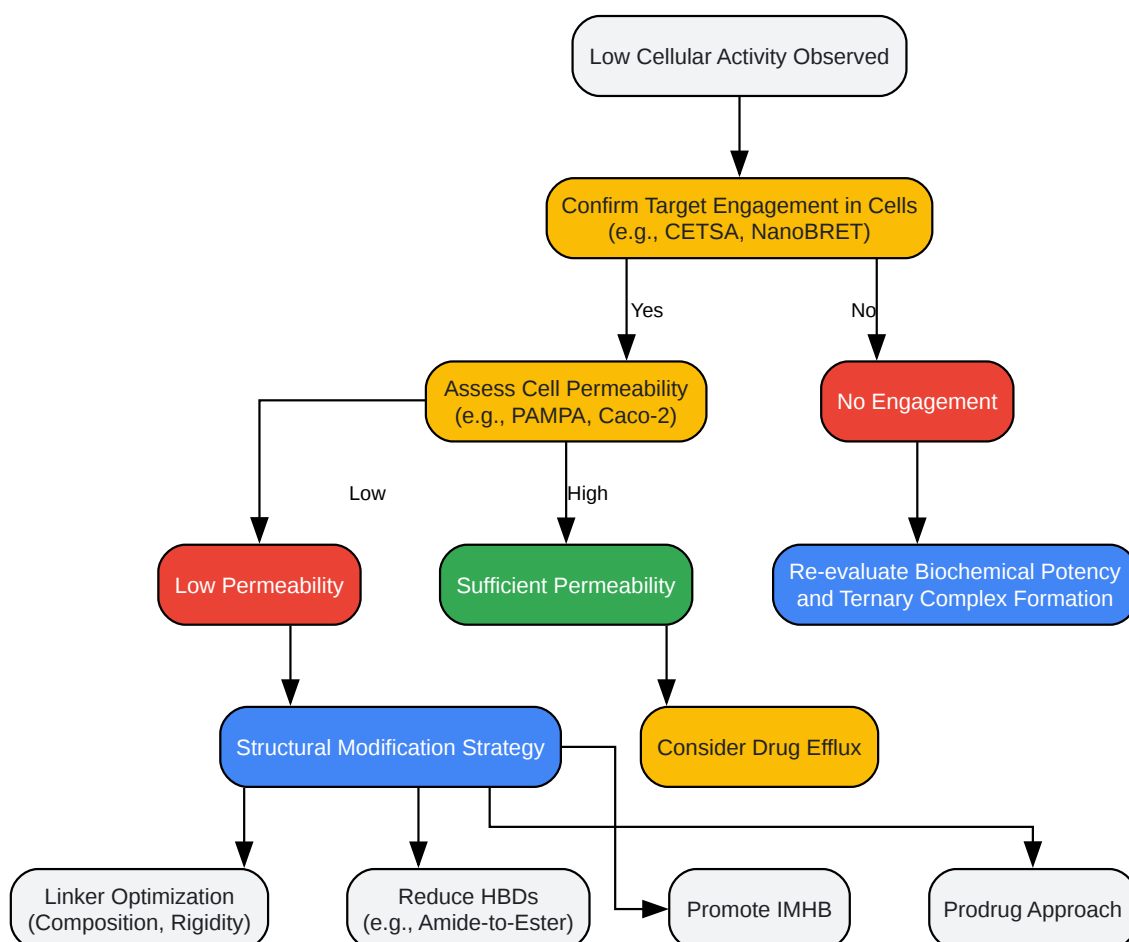 Low Cellular Activity Observed
Confirm Target Engagement in Cells
(e.g., CETSA, NanoBRET)
Yes
No
Assess Cell Permeability
(e.g., PAMPA, Caco-2)
No Engagement
Low
High
Low Permeability
Sufficient Permeability
Re-evaluate Biochemical Potency
and Ternary Complex Formation
Structural Modification Strategy
Consider Drug Efflux
Linker Optimization
(Composition, Rigidity)
Reduce HBDs
(e.g., Amide-to-Ester)
Promote IMHB
Prodrug Approach